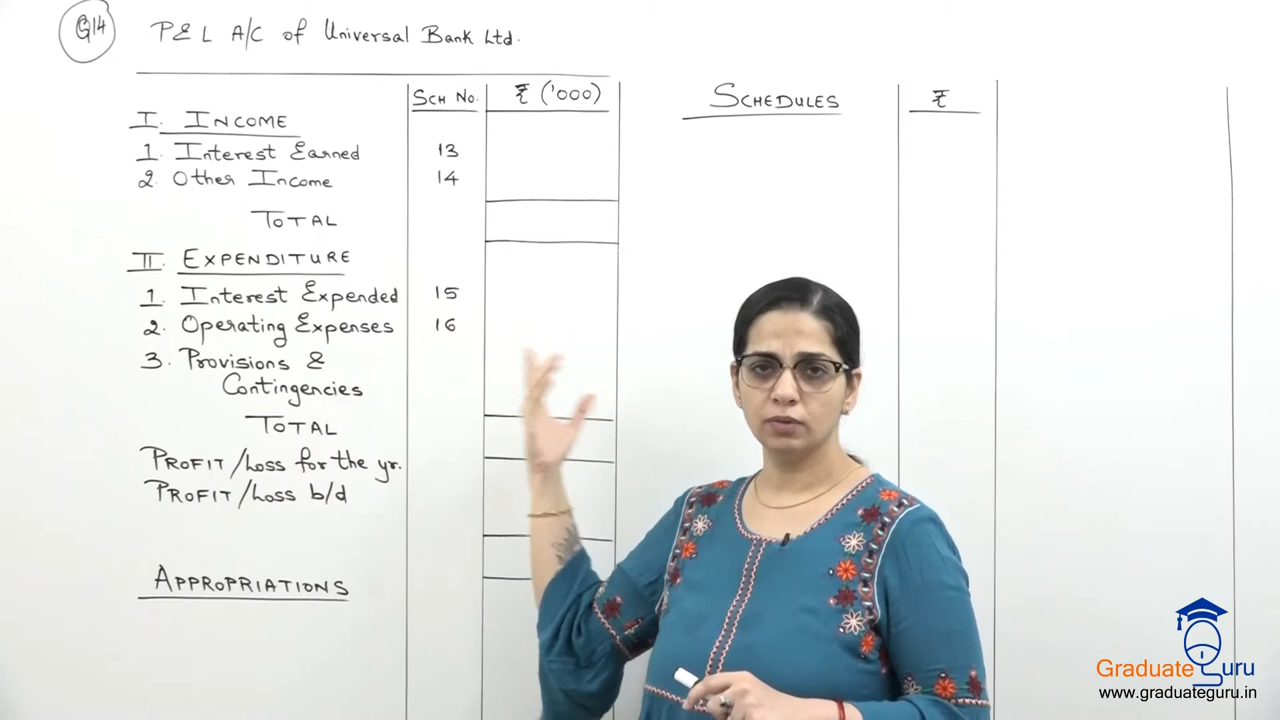 Q14 P & L A/C of Universal Bank Ltd.
SCH NO. ₹ ('000) SCHEDULES ₹
I. INCOME
1. Interest Earned 13
2. Other Income 14
TOTAL
II. EXPENDITURE
1. Interest Expended 15
2. Operating Expenses 16
3. Provisions &
Contingencies
TOTAL
PROFIT/Loss for the yr.
PROFIT/Loss b/d
APPROPRIATIONS
Graduate Guru
www.graduateguru.in